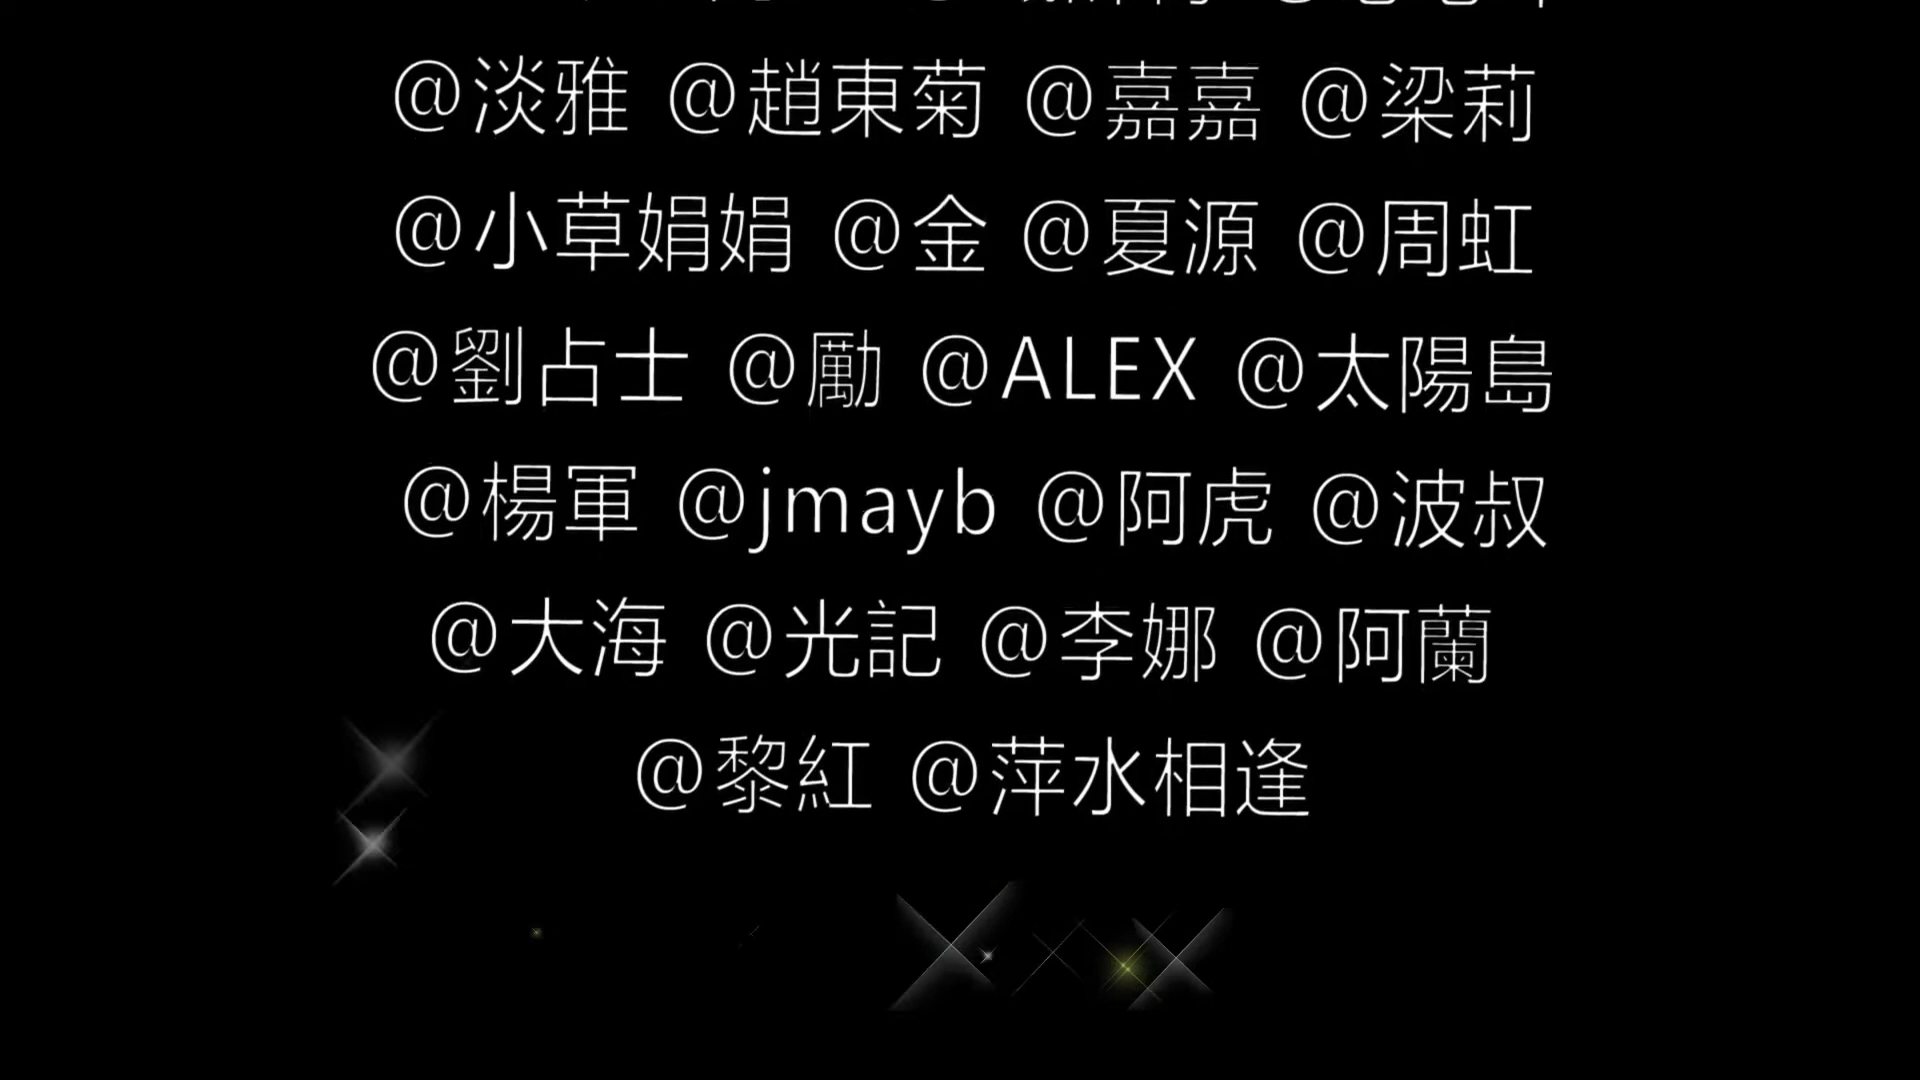 @淡雅 @趙東菊 @嘉嘉 @梁莉
@小草娟娟 @金 @夏源 @周虹
@劉占士 @勵 @ALEX @太陽島
@楊軍 @jmayb @阿虎 @波叔
@大海 @光記 @李娜 @阿蘭
@黎紅 @萍水相逢